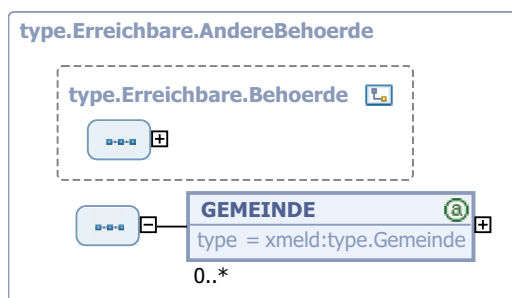 type.Erreichbare.AndereBehoerde
type.Erreichbare.Behoerde
GEMEINDE a
type = xmeld:type.Gemeinde
0..*